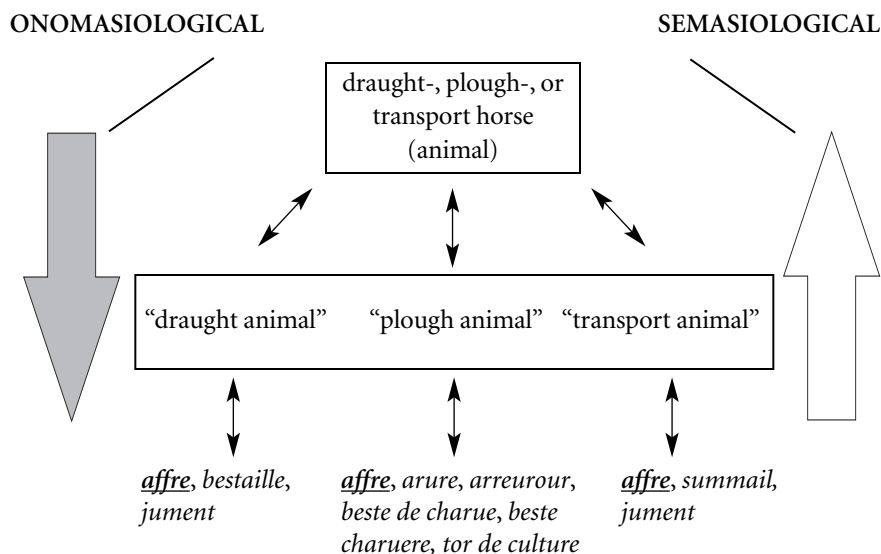 ONOMASIOLOGICAL
SEMASIOLOGICAL
draught-, plough-, or
transport horse
(animal)
“draught animal” “plough animal” “transport animal”
affre, bestaille,
jument
affre, arure, arreurour,
beste de charue, beste
charuere, tor de culture
affre, summail,
jument